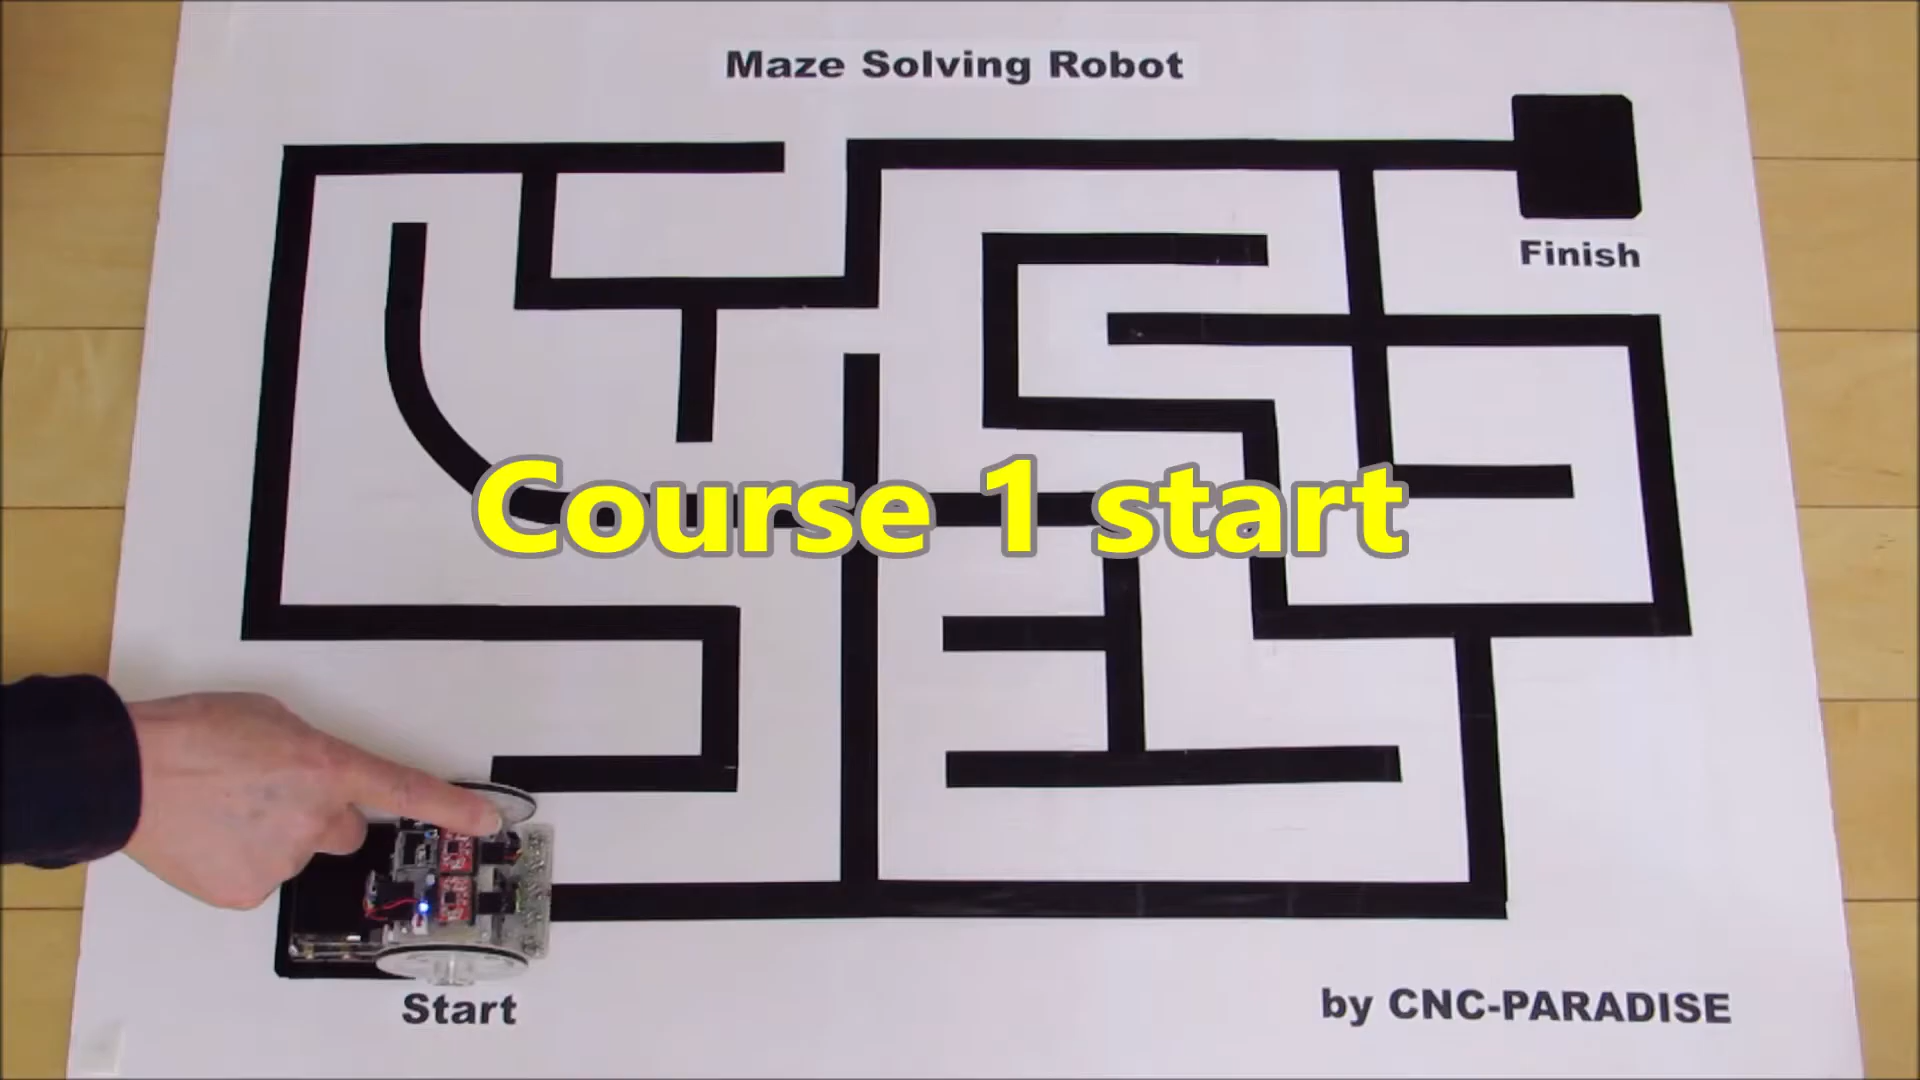 Maze Solving Robot
Finish
Course 1 start
Start
by CNC-PARADISE